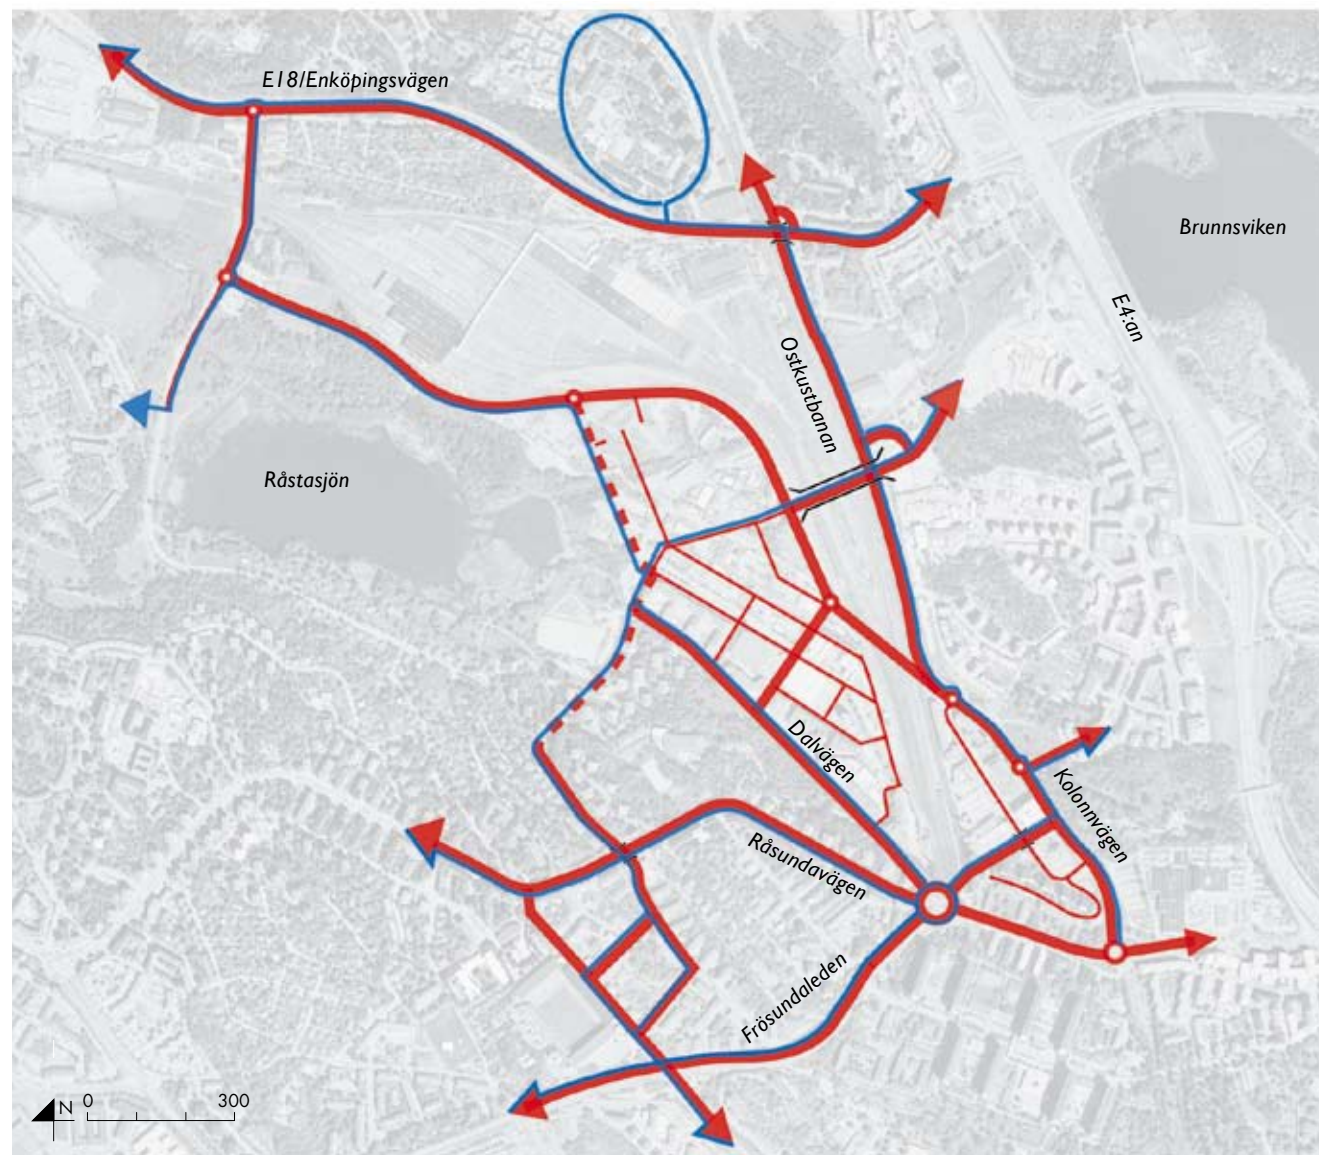 E18/Enköpingsvägen
Brunnsviken
E4:an
Ostkustbanan
Råstasjön
Dalvägen
Kolonnvägen
Råsundavägen
Frösundaleden
N 0 300